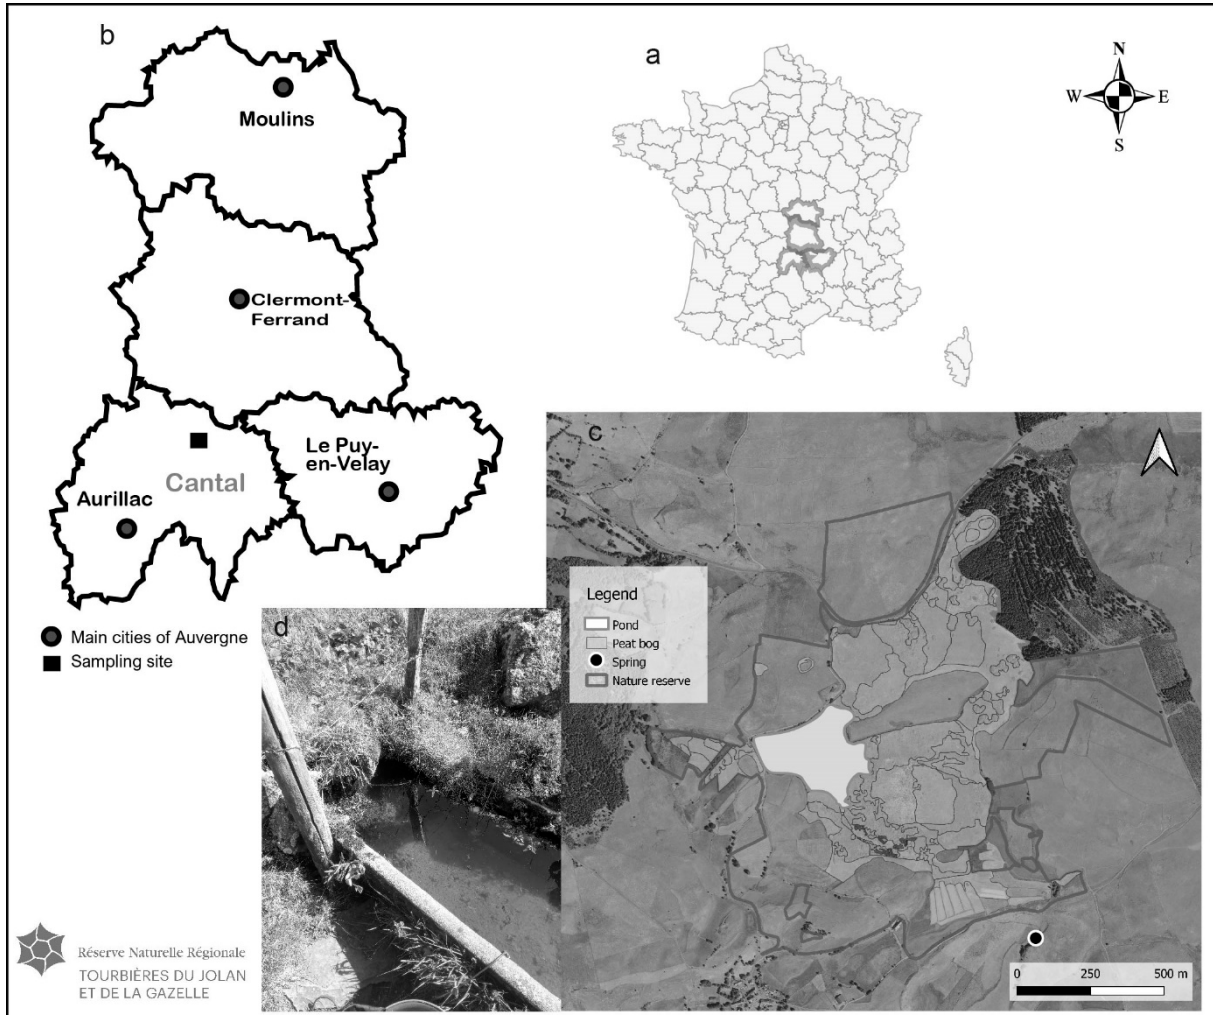 b
Moulins
Clermont-
Ferrand
Le Puy-
en-Velay
Cantal
Aurillac
Main cities of Auvergne
Sampling site
a
N
W
E
S
c
Legend
Pond
Peat bog
Spring
Nature reserve
0 250 500 m
d
Réserve Naturelle Régionale
TOURBIÈRES DU JOLAN
ET DE LA GAZELLE